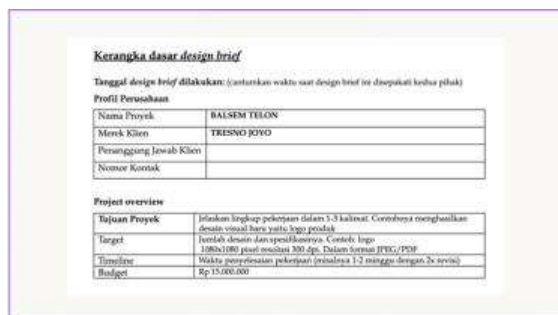 Kerangka dasar design brief
Tanggal design brief dilakukan: (cantumkan waktu saat design brief ini disepakati kedua pihak)
Profil Perusahaan
Nama Proyek BALSEM TELON
Merek Klien TRESNO JOYO
Penanggung Jawab Klien
Nomor Kontak
Project overview
Tujuan Proyek Jelaskan lingkup pekerjaan dalam 1-3 kalimat. Contohnya menghasilkan
desain visual baru yaitu logo produk
Target Jumlah desain dan spesifikasinya. Contoh: logo
1080x1080 pixel resolusi 300 dpi. Dalam format JPEG/PDF
Timeline Waktu penyelesaian pekerjaan (misalnya 1-2 minggu dengan 2x revisi)
Budget Rp 15.000.000